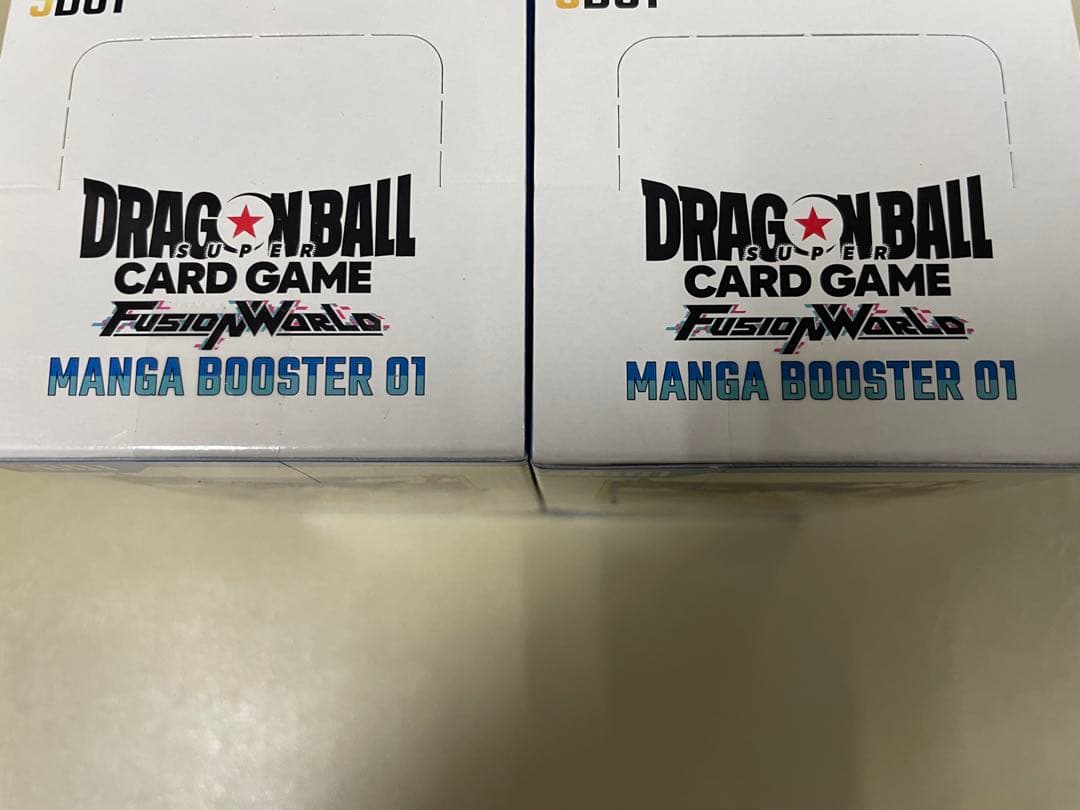 DRAGON BALL
SUPER
CARD GAME
FUSION WORLD
MANGA BOOSTER 01
DRAGON BALL
SUPER
CARD GAME
FUSION WORLD
MANGA BOOSTER 01